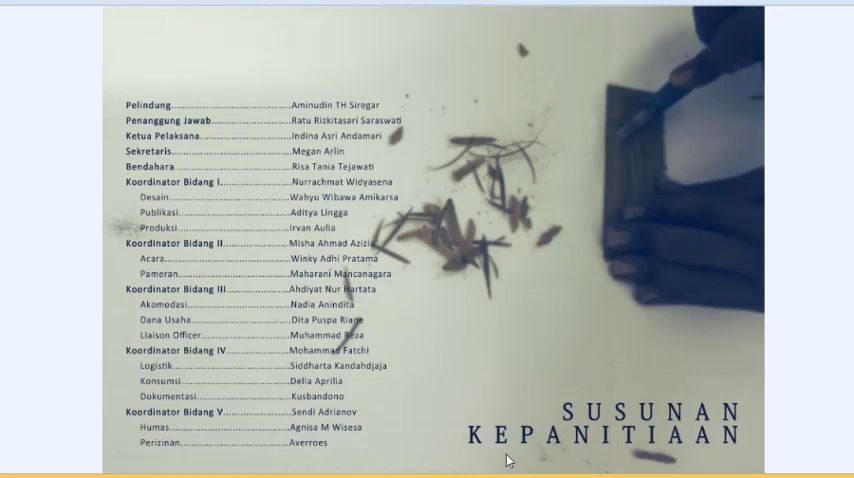 Pelindung.......................................Aminudin TH Siregar
Penanggung Jawab..........................Ratu Rizkitasari Saraswati
Ketua Pelaksana..............................Indina Asri Andamari
Sekretaris.......................................Megan Arlin
Bendahara......................................Risa Tania Tejawati
Koordinator Bidang I.......................Nurrachmat Widyasena
Desain.......................................Wahyu Wibawa Amikarsa
Publikasi....................................Aditya Lingga
Produksi....................................Irvan Aulia
Koordinator Bidang II......................Misha Ahmad Azizia
Acara........................................Winky Adhi Pratama
Pameran....................................Maharani Mancanagara
Koordinator Bidang III.....................Ahdiyat Nur Hartata
Akomodasi................................Nadia Anindita
Dana Usaha................................Dita Puspa Riane
Liaison Officer.............................Muhammad Reza
Koordinator Bidang IV.....................Mohammad Fatchi
Logistik......................................Siddharta Kandahdjaja
Konsumsi...................................Della Aprilia
Dokumentasi...............................Kusbandono
Koordinator Bidang V......................Sendi Adrianov
Humas.......................................Agnisa M Wisesa
Perizinan....................................Averroes
SUSUNAN
KEPANITIAAN